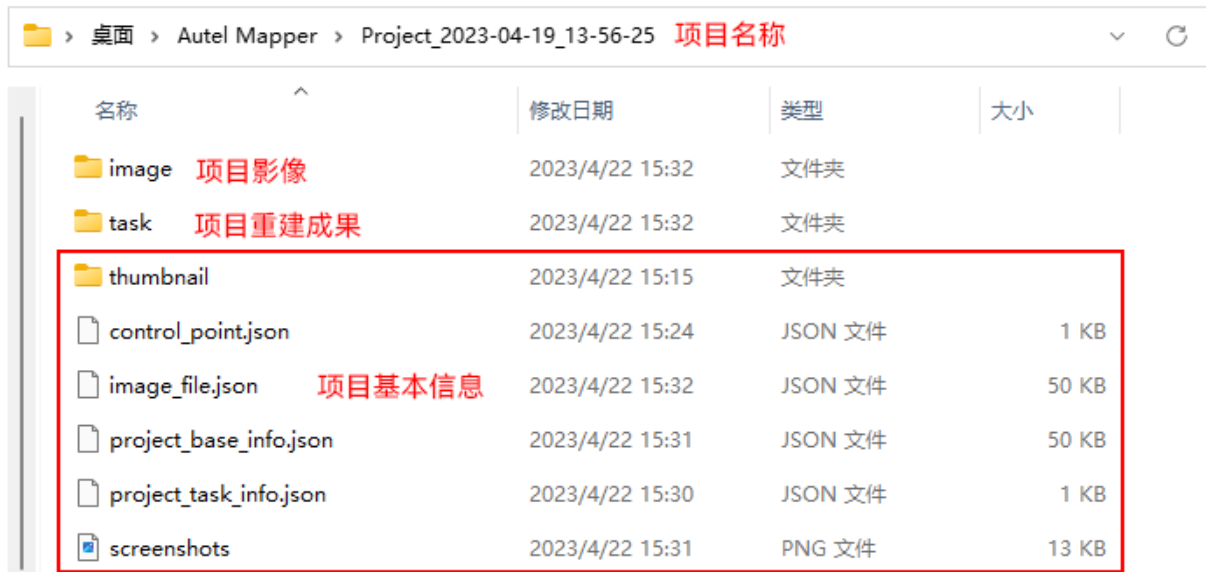 桌面 > Autel Mapper > Project_2023-04-19_13-56-25 项目名称
名称 修改日期 类型 大小
image 项目影像 2023/4/22 15:32 文件夹
task 项目重建成果 2023/4/22 15:32 文件夹
thumbnail 2023/4/22 15:15 文件夹
control_point.json 2023/4/22 15:24 JSON 文件 1 KB
image_file.json 项目基本信息 2023/4/22 15:32 JSON 文件 50 KB
project_base_info.json 2023/4/22 15:31 JSON 文件 50 KB
project_task_info.json 2023/4/22 15:30 JSON 文件 1 KB
screenshots 2023/4/22 15:31 PNG 文件 13 KB